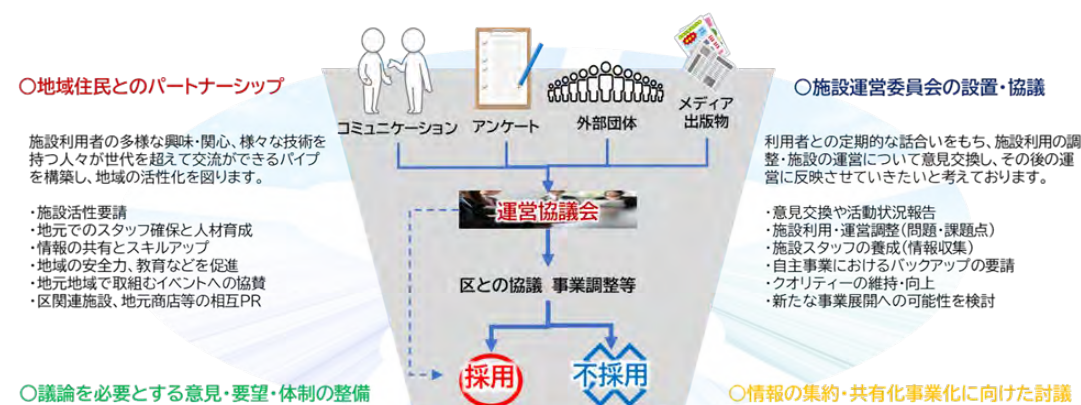 〇地域住民とのパートナーシップ
施設利用者の多様な興味・関心、様々な技術を
持つ人々が世代を超えて交流ができるパイプ
を構築し、地域の活性化を図ります。
・施設活性要請
・地元でのスタッフ確保と人材育成
・情報の共有とスキルアップ
・地域の安全力、教育などを促進
・地元地域で取組むイベントへの協賛
・区関連施設、地元商店等の相互PR
〇議論を必要とする意見・要望・体制の整備
コミュニケーション
アンケート
外部団体
メディア
出版物
運営協議会
区との協議 事業調整等
採用
不採用
〇施設運営委員会の設置・協議
利用者との定期的な話合いをもち、施設利用の調
整・施設の運営について意見交換し、その後の運
営に反映させていきたいと考えております。
・意見交換や活動状況報告
・施設利用・運営調整(問題・課題点)
・施設スタッフの養成(情報収集)
・自主事業におけるバックアップの要請
・クオリティーの維持・向上
・新たな事業展開への可能性を検討
〇情報の集約・共有化事業化に向けた討議